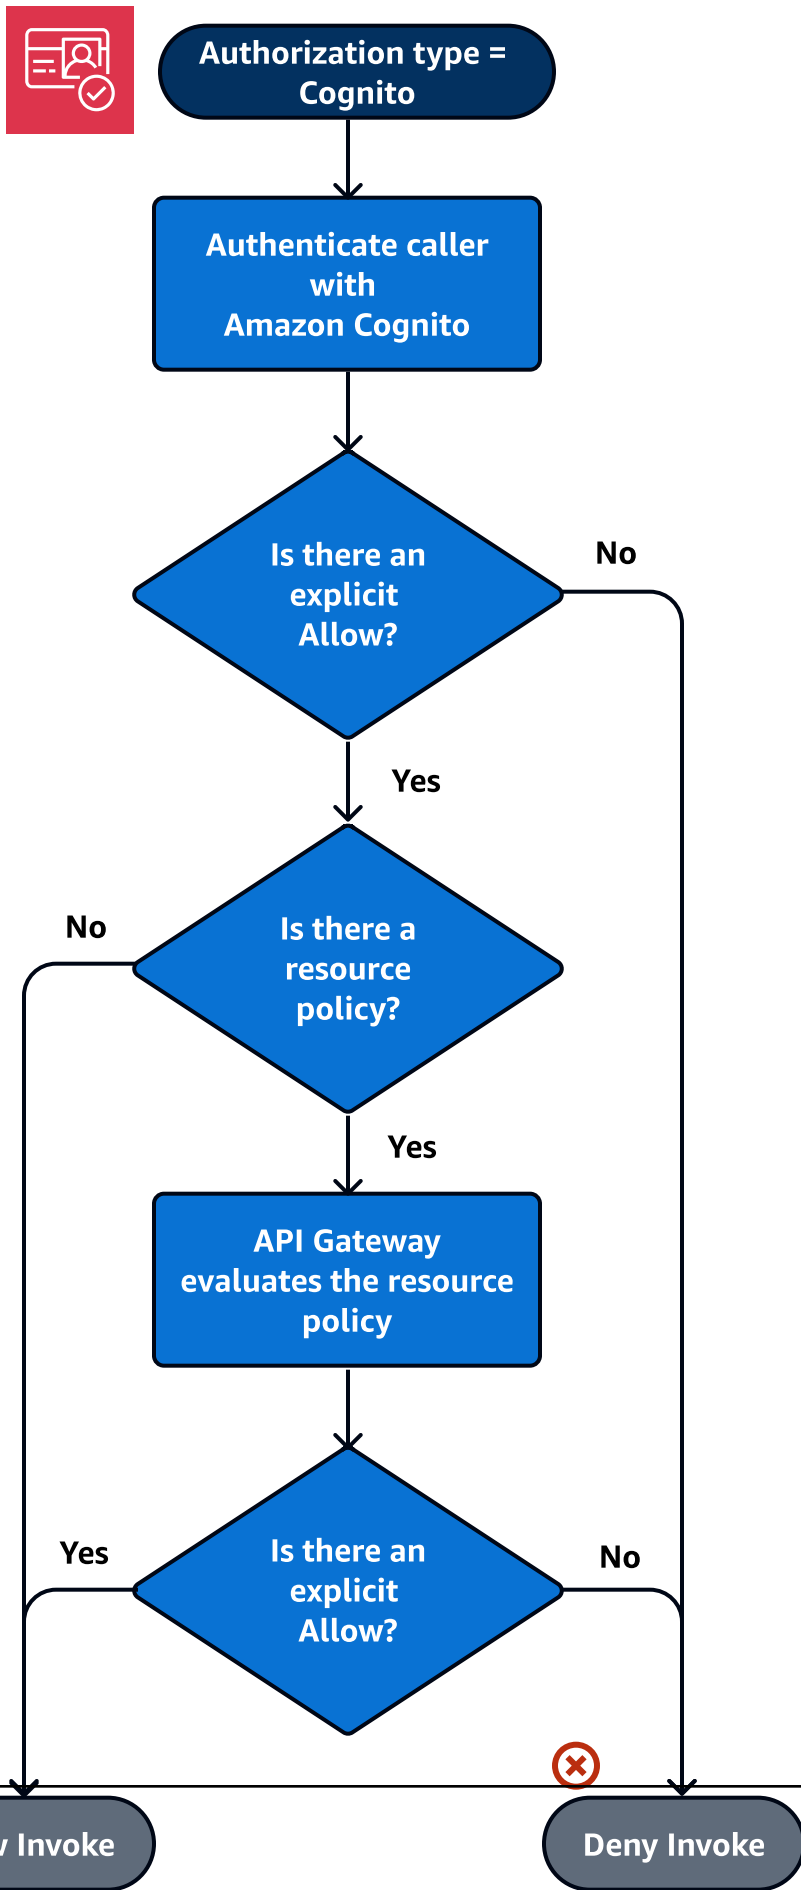 Authorization type =
Cognito
Authenticate caller
with
Amazon Cognito
Is there an
explicit
Allow?
No
Yes
Is there a
resource
policy?
No
Yes
API Gateway
evaluates the resource
policy
Is there an
explicit
Allow?
Yes
No
Invoke
Deny Invoke